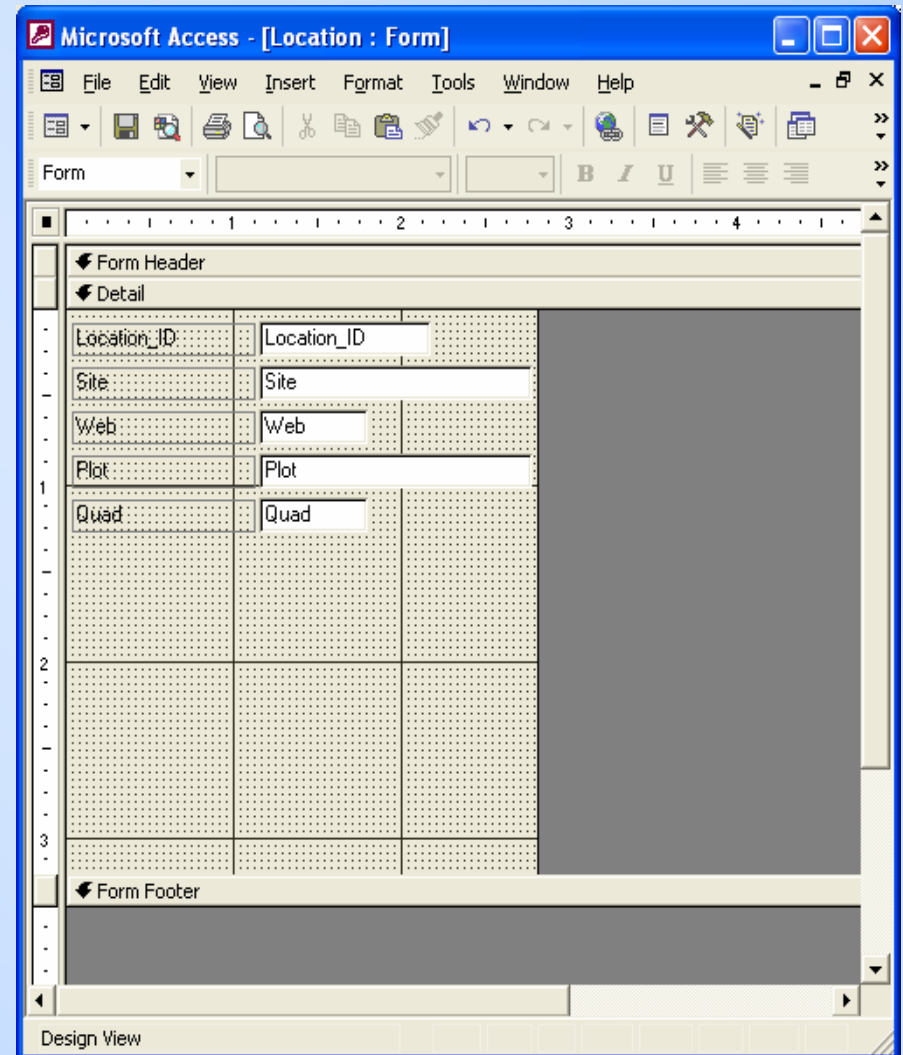 Microsoft Access - [Location : Form]
File Edit View Insert Format Tools Window Help
Form B I U
1 2 3 4
Form Header
Detail
Location_ID Location_ID
Site Site
Web Web
Plot Plot
1
Quad Quad
2
3
Form Footer
Design View